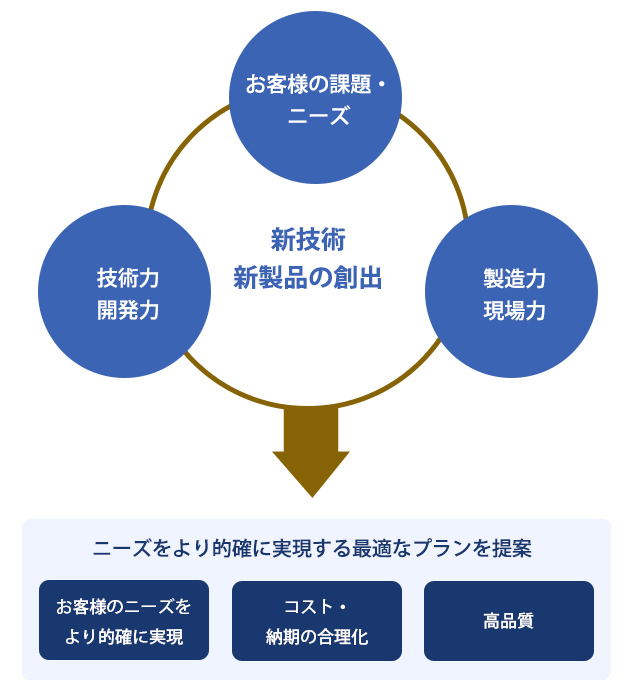 お客様の課題・
ニーズ
新技術
新製品の創出
技術力
開発力
製造力
現場力
ニーズをより的確に実現する最適なプランを提案
お客様のニーズを
より的確に実現
コスト・
納期の合理化
高品質